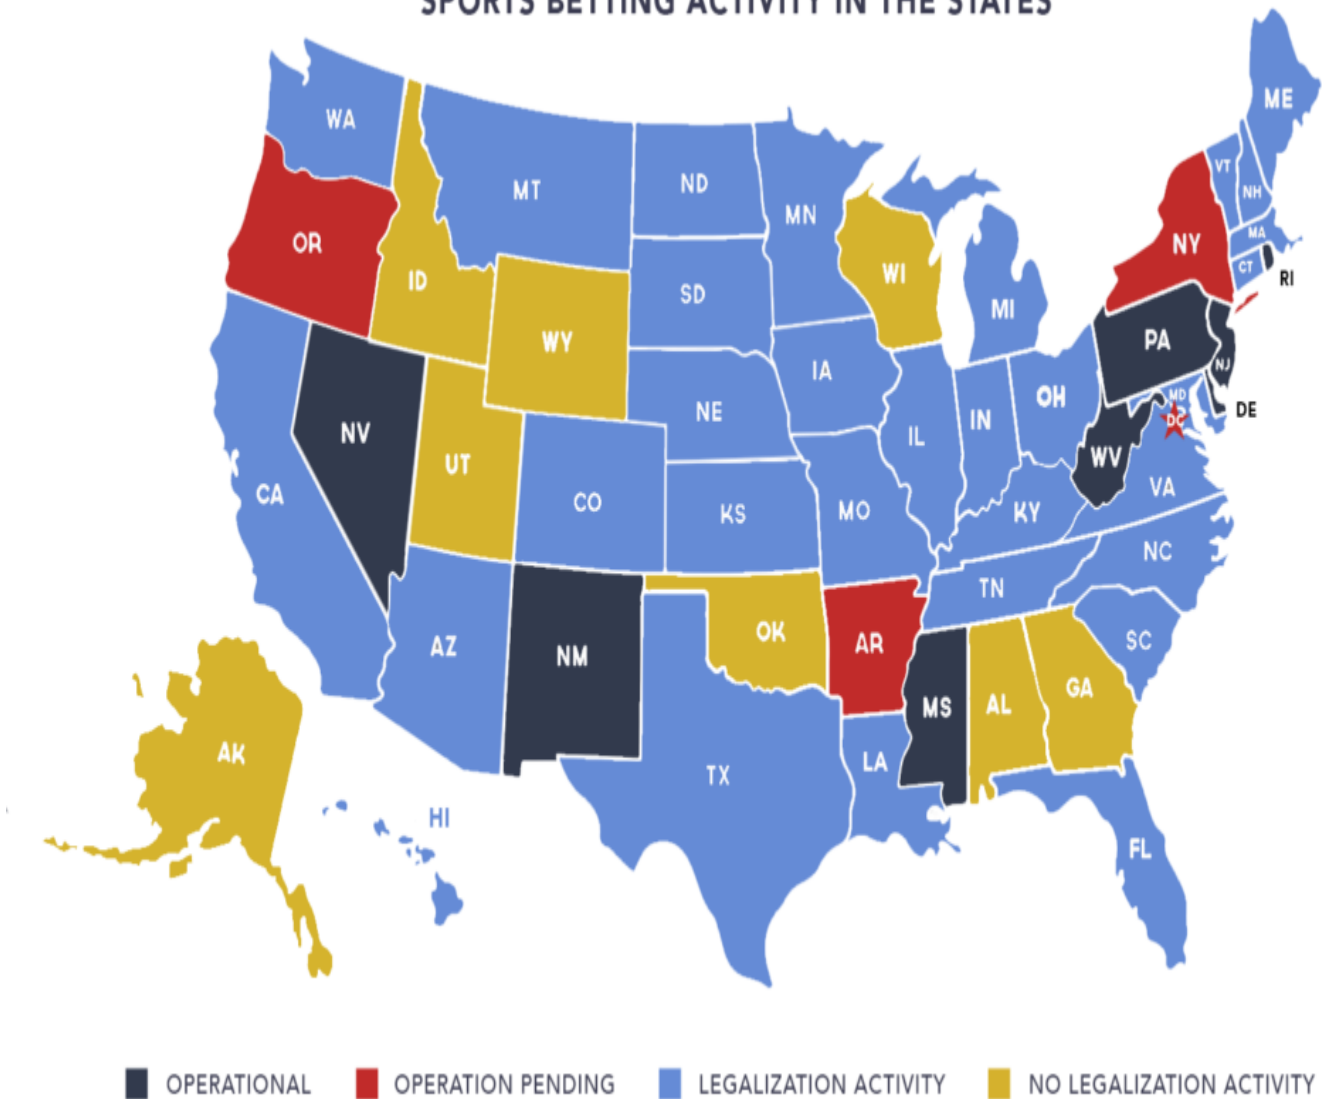 SPORTS BETTING ACTIVITY IN THE STATES
ME
WA
VT
MT
ND
NH
MN
MA
OR
NY
CT
WI
RI
ID
SD
MI
WY
PA
NJ
IA
MD
OH
NE
DE
DC
IN
NV
IL
WV
UT
VA
CA
CO
KS
MO
KY
NC
TN
OK
SC
AZ
AR
NM
GA
AL
MS
AK
LA
TX
HI
FL
OPERATIONAL
OPERATION PENDING
LEGALIZATION ACTIVITY
NO LEGALIZATION ACTIVITY